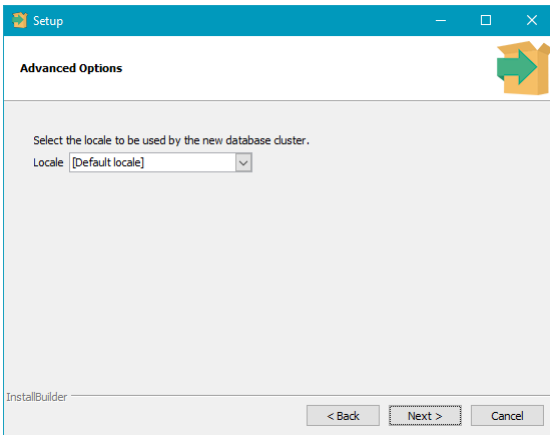 Setup
Advanced Options
Select the locale to be used by the new database cluster.
Locale [Default locale]
InstallBuilder
< Back Next > Cancel